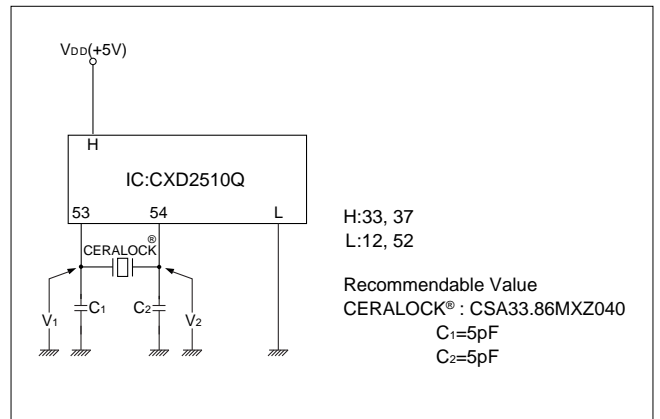 VDD(+5V)
H
IC:CXD2510Q
53 54 L
CERALOCK®
V1 C1 C2 V2
H:33, 37
L:12, 52
Recommendable Value
CERALOCK® : CSA33.86MXZ040
C1=5pF
C2=5pF